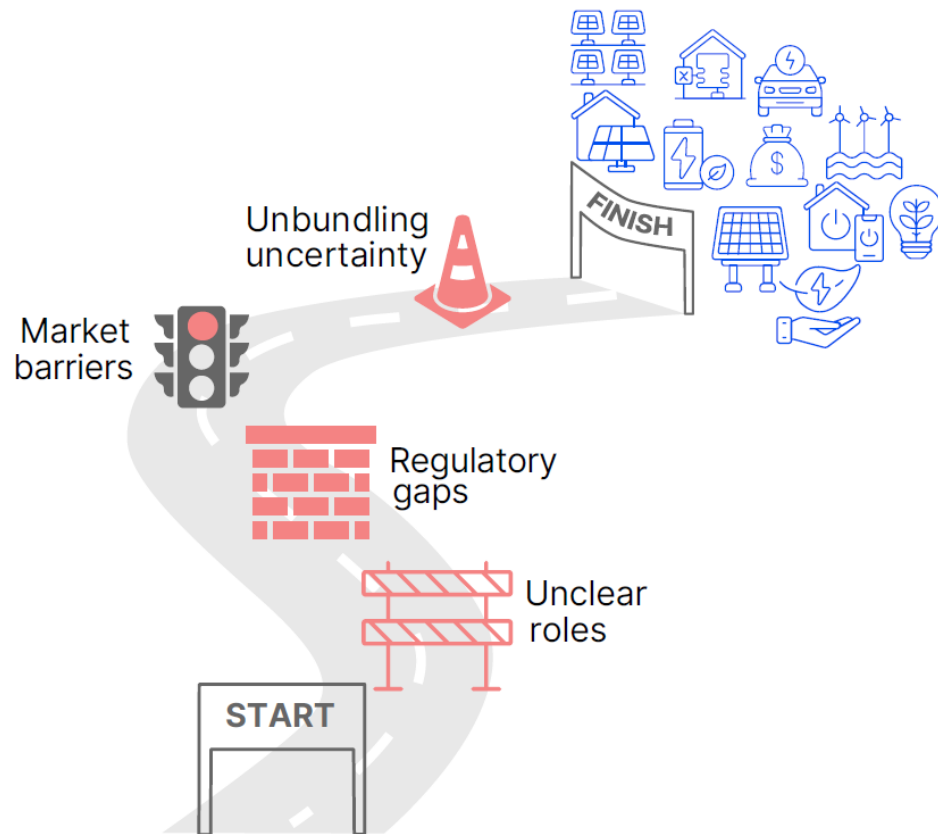 FINISH
Unbundling
uncertainty
Market
barriers
Regulatory
gaps
Unclear
roles
START
$
X